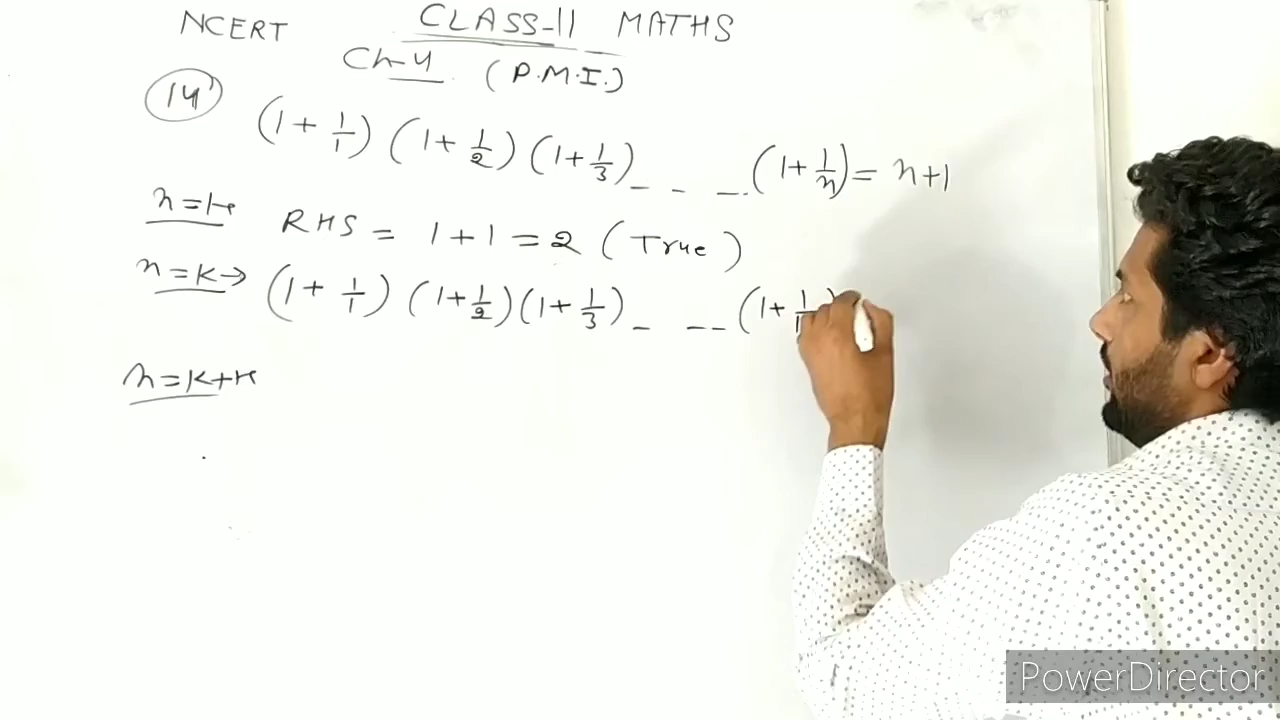 NCERT CLASS-11 MATHS
Ch-4 (P.M.I.)
14) (1 + 1/1) (1 + 1/2) (1 + 1/3) _ _ _ (1 + 1/n) = n+1
n=1→ RHS = 1 + 1 = 2 (True)
n=k→ (1 + 1/1) (1 + 1/2) (1 + 1/3) _ _ _ (1 +
n=k+1
PowerDirector